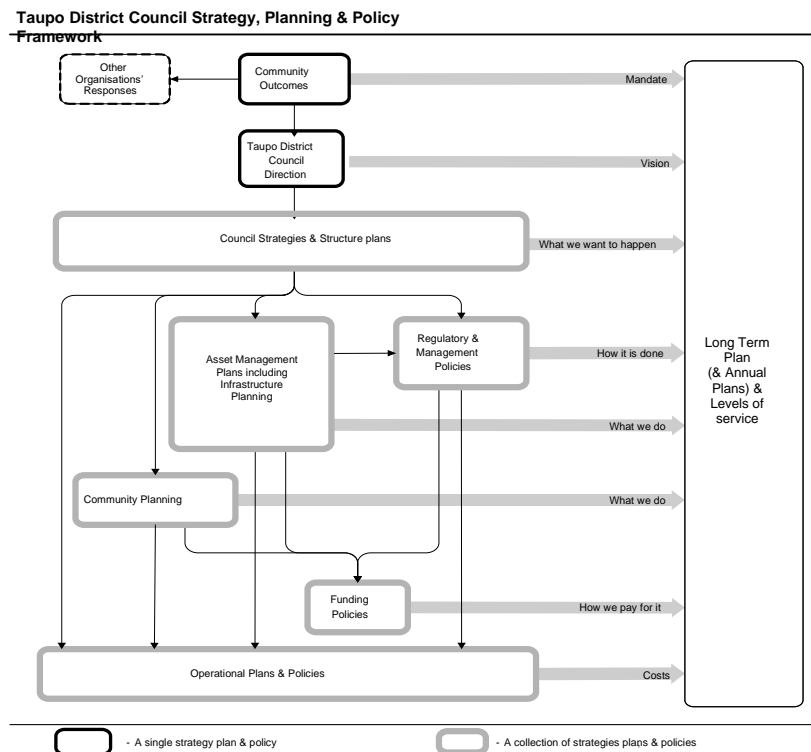 Taupo District Council Strategy, Planning & Policy
Framework
Other
Organisations'
Responses
Community
Outcomes
Mandate
Taupo District
Council
Direction
Vision
Council Strategies & Structure plans
What we want to happen
Asset Management
Plans including
Infrastructure
Planning
Regulatory &
Management
Policies
How it is done
Long Term
Plan
(& Annual
Plans) &
Levels of
service
What we do
Community Planning
What we do
Funding
Policies
How we pay for it
Operational Plans & Policies
Costs
- A single strategy plan & policy
- A collection of strategies plans & policies